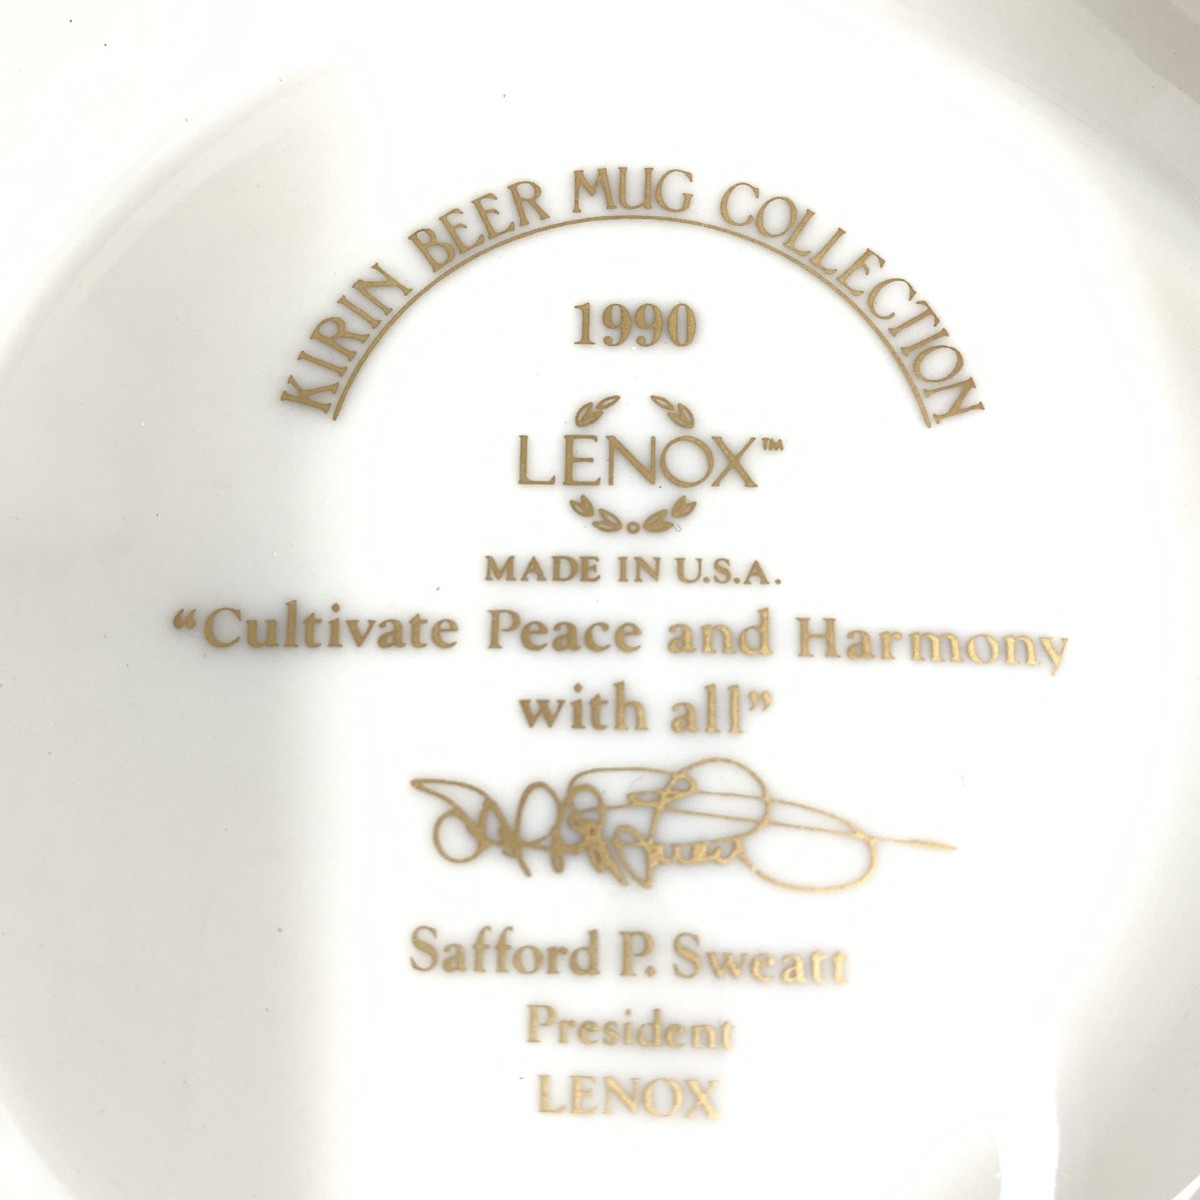 KIRIN BEER MUG COLLECTION
1990
LENOX™
MADE IN U.S.A.
“Cultivate Peace and Harmony
with all”
Safford P. Sweatt
President
LENOX